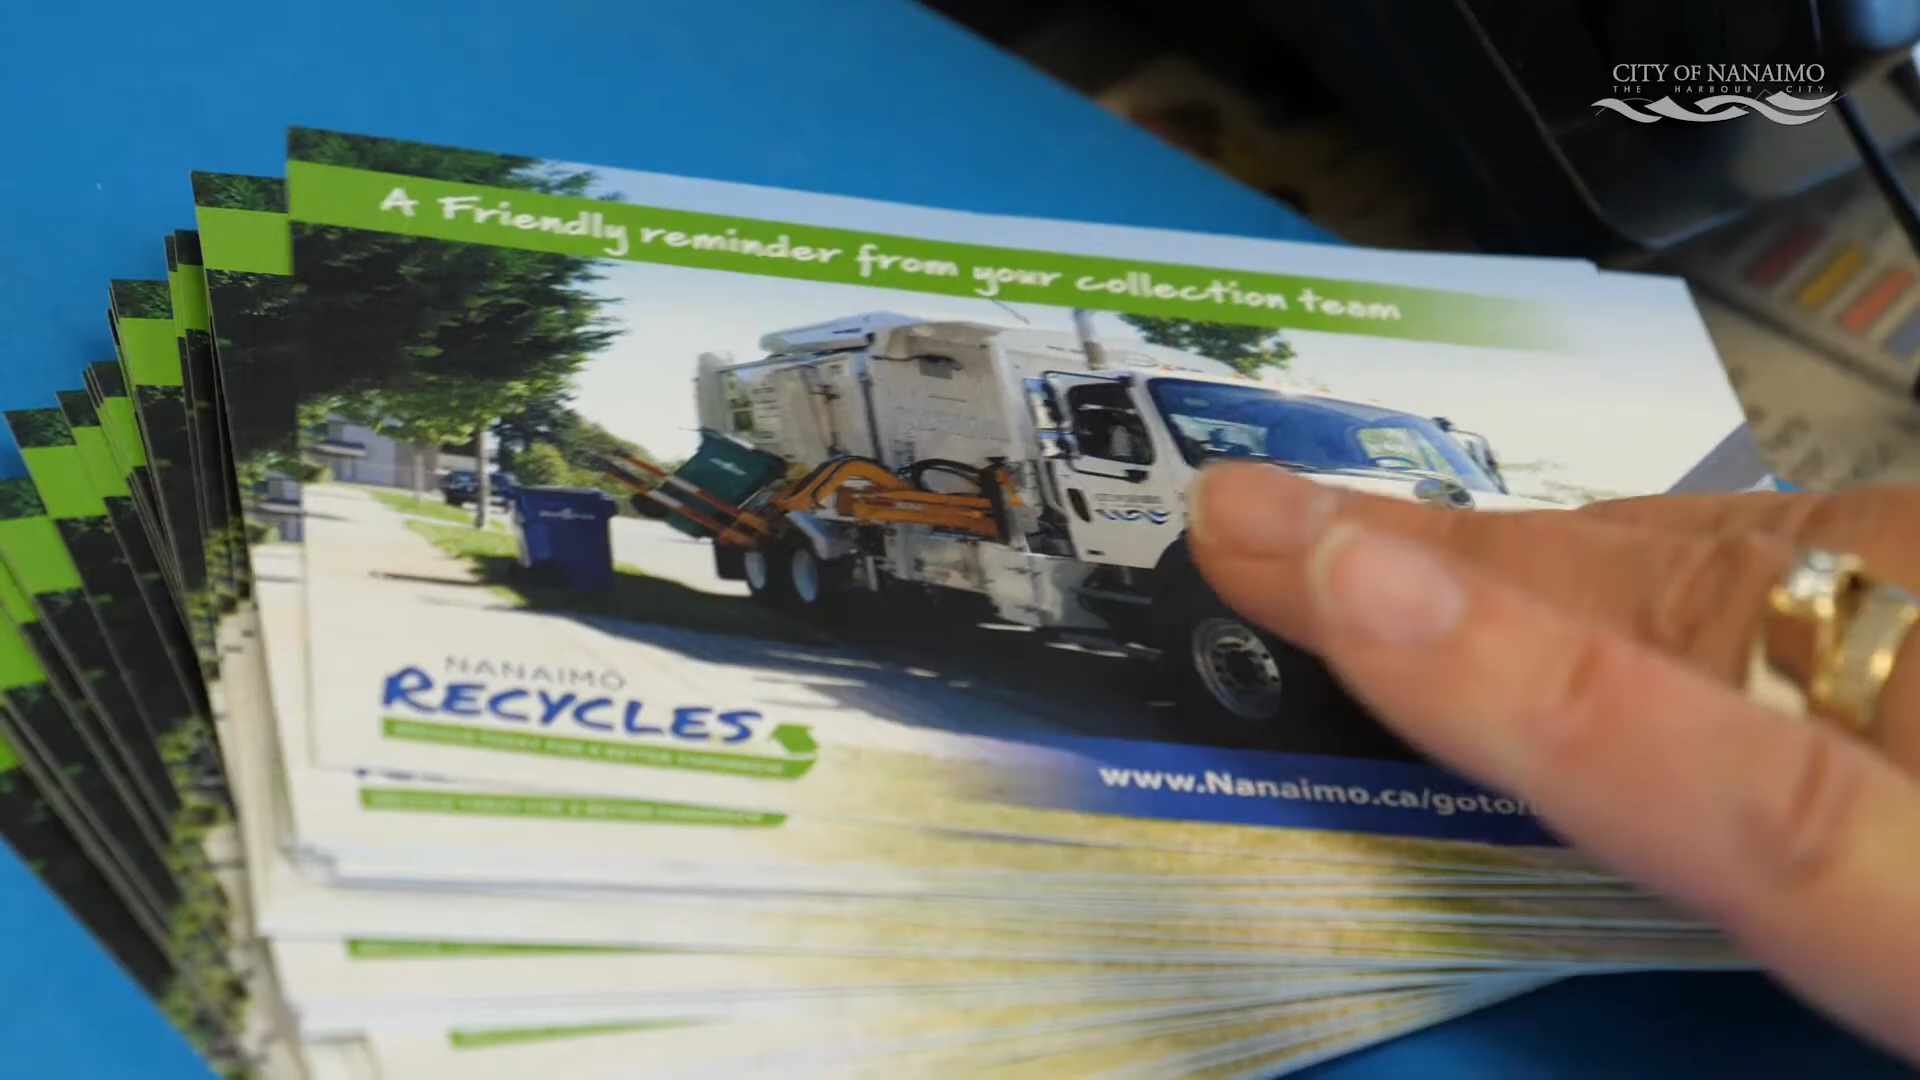 CITY OF NANAIMO
THE HARBOUR CITY
A Friendly reminder from your collection team
NANAIMO
RECYCLES
www.Nanaimo.ca/goto/